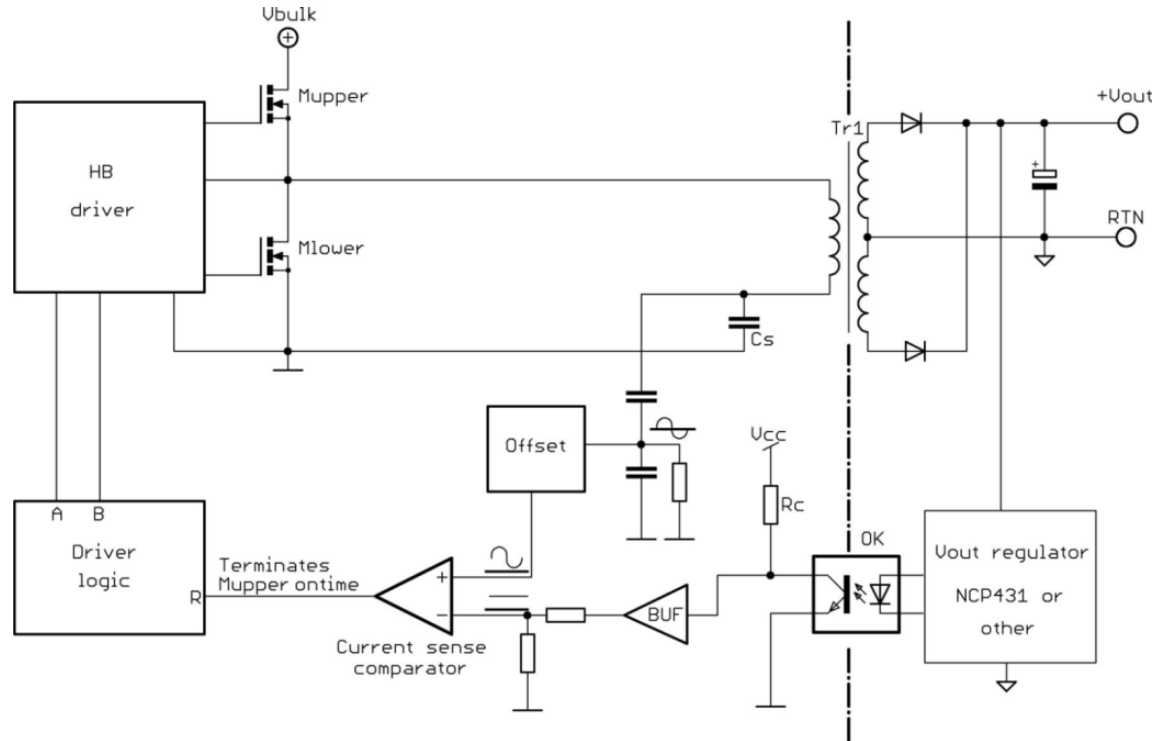 Vbulk
Mupper
+Vout
Tr1
HB
driver
RTN
Mlower
Cs
Offset
Vcc
Rc
A B
Driver
logic
R
Terminates
Mupper ontime
+
−
BUF
OK
Vout regulator
NCP431 or
other
Current sense
comparator